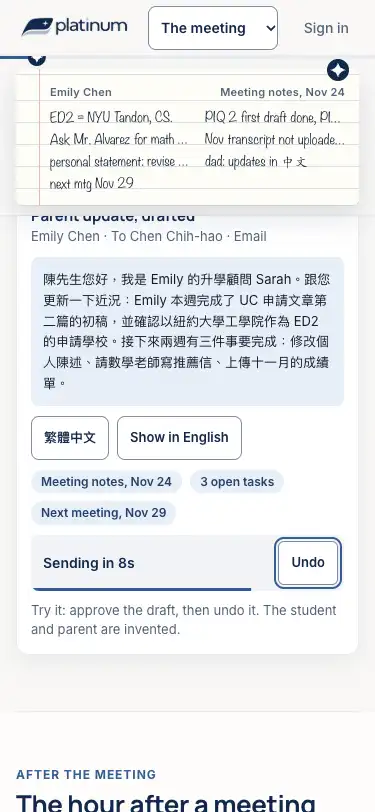 platinum
The meeting
Sign in
Emily Chen
Meeting notes, Nov 24
ED2 = NYU Tandon, CS.
Ask Mr. Alvarez for math ...
personal statement: revise ...
next mtg Nov 29
PIQ 2 first draft done, PI...
Nov transcript not uploade...
dad: updates in 中文
Parent update, drafted
Emily Chen · To Chen Chih-hao · Email
陳先生您好，我是 Emily 的升學顧問 Sarah。跟您
更新一下近況：Emily 本週完成了 UC 申請文章第
二篇的初稿，並確認以紐約大學工學院作為 ED2
的申請學校。接下來兩週有三件事要完成：修改個
人陳述、請數學老師寫推薦信、上傳十一月的成績
單。
繁體中文
Show in English
Meeting notes, Nov 24
3 open tasks
Next meeting, Nov 29
Sending in 8s
Undo
Try it: approve the draft, then undo it. The student
and parent are invented.
AFTER THE MEETING
The hour after a meeting